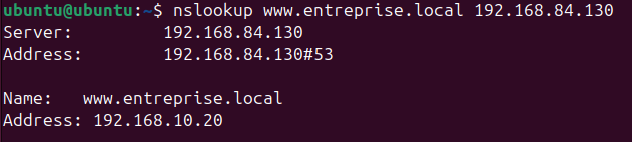 ubuntu@ubuntu:~$ nslookup www.entreprise.local 192.168.84.130
Server:         192.168.84.130
Address:        192.168.84.130#53

Name:   www.entreprise.local
Address: 192.168.10.20